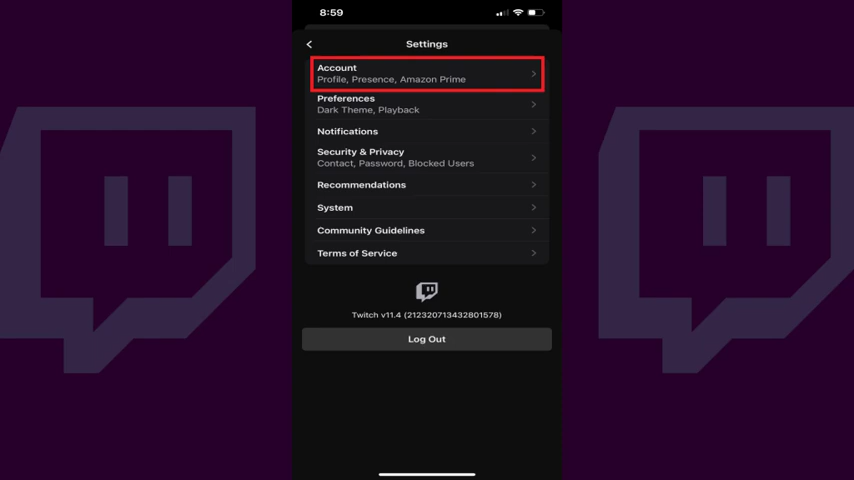 8:59
Settings
Account
Profile, Presence, Amazon Prime
Preferences
Dark Theme, Playback
Notifications
Security & Privacy
Contact, Password, Blocked Users
Recommendations
System
Community Guidelines
Terms of Service
Twitch v11.4 (212320713432801578)
Log Out